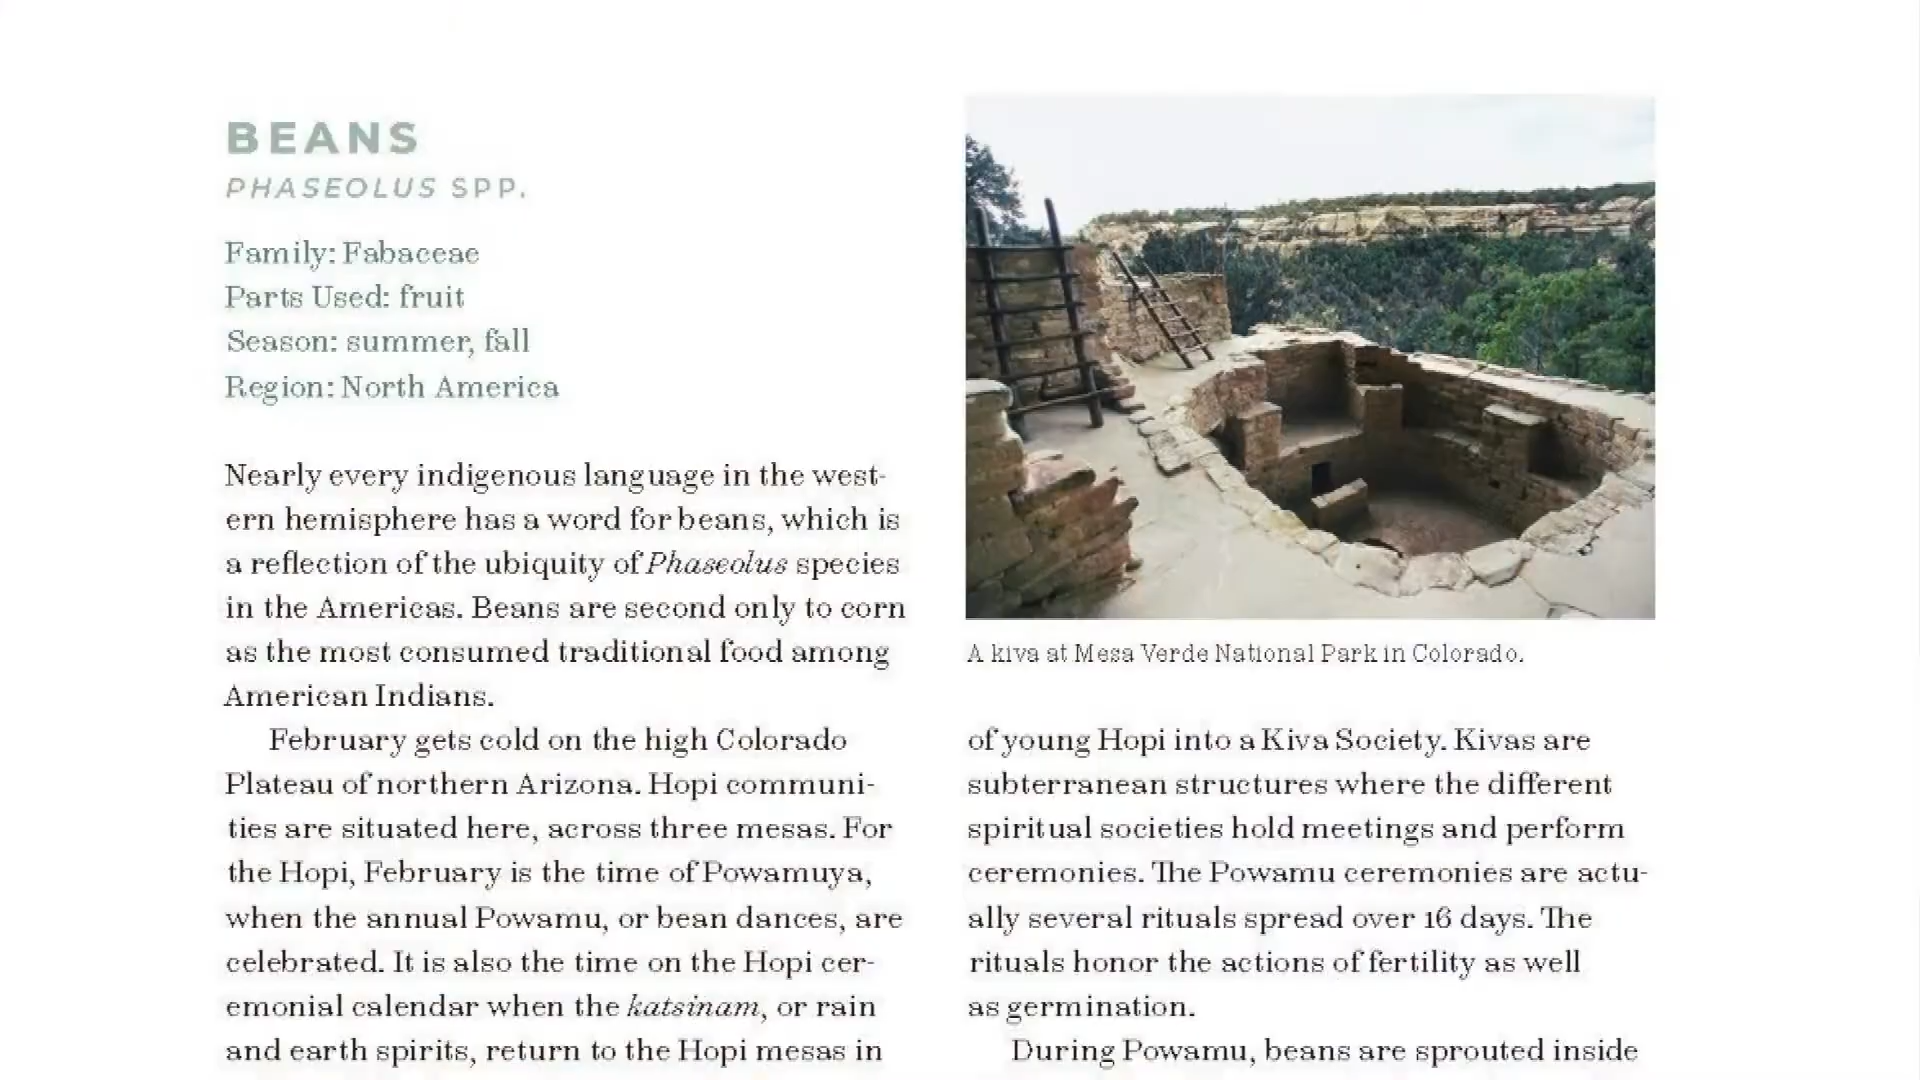 BEANS
PHASEOLUS SPP.
Family: Fabaceae
Parts Used: fruit
Season: summer, fall
Region: North America
Nearly every indigenous language in the west-
ern hemisphere has a word for beans, which is
a reflection of the ubiquity of Phaseolus species
in the Americas. Beans are second only to corn
as the most consumed traditional food among
American Indians.
February gets cold on the high Colorado
Plateau of northern Arizona. Hopi communi-
ties are situated here, across three mesas. For
the Hopi, February is the time of Powamuya,
when the annual Powamu, or bean dances, are
celebrated. It is also the time on the Hopi cer-
emonial calendar when the katsinam, or rain
and earth spirits, return to the Hopi mesas in
A kiva at Mesa Verde National Park in Colorado.
of young Hopi into a Kiva Society. Kivas are
subterranean structures where the different
spiritual societies hold meetings and perform
ceremonies. The Powamu ceremonies are actu-
ally several rituals spread over 16 days. The
rituals honor the actions of fertility as well
as germination.
During Powamu, beans are sprouted inside